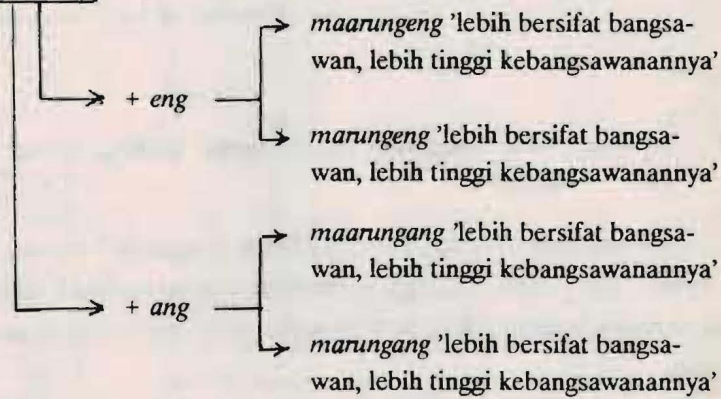 maarungeng 'lebih bersifat bangsa-
wan, lebih tinggi kebangsawanannya'
+ eng
marungeng 'lebih bersifat bangsa-
wan, lebih tinggi kebangsawanannya'
maarungang 'lebih bersifat bangsa-
wan, lebih tinggi kebangsawanannya'
+ ang
marungang 'lebih bersifat bangsa-
wan, lebih tinggi kebangsawanannya'